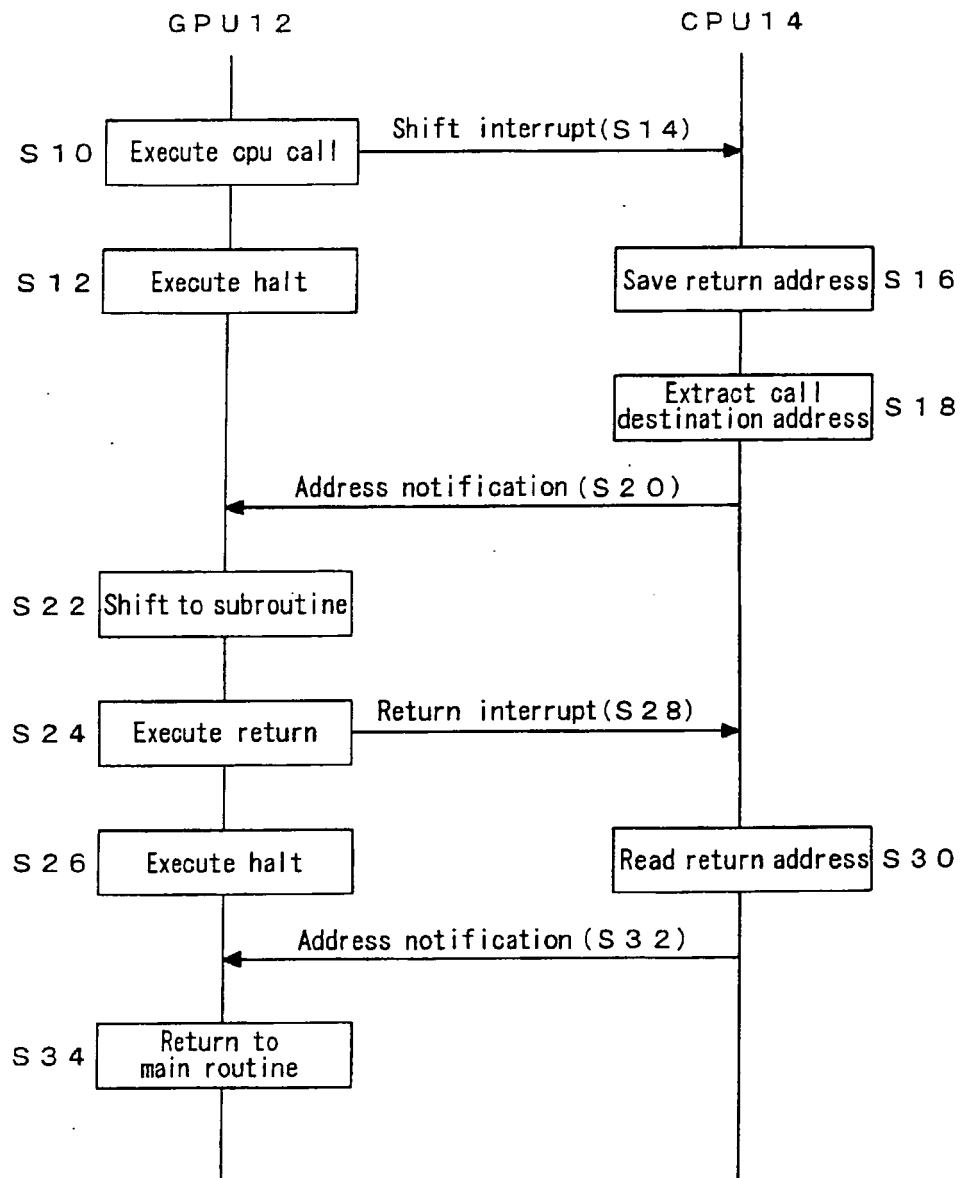 GPU12
CPU14
S10
Execute cpu call
Shift interrupt(S14)
S12
Execute halt
Save return address
S16
Extract call
destination address
S18
Address notification(S20)
S22
Shift to subroutine
S24
Execute return
Return interrupt(S28)
S26
Execute halt
Read return address
S30
Address notification(S32)
S34
Return to
main routine